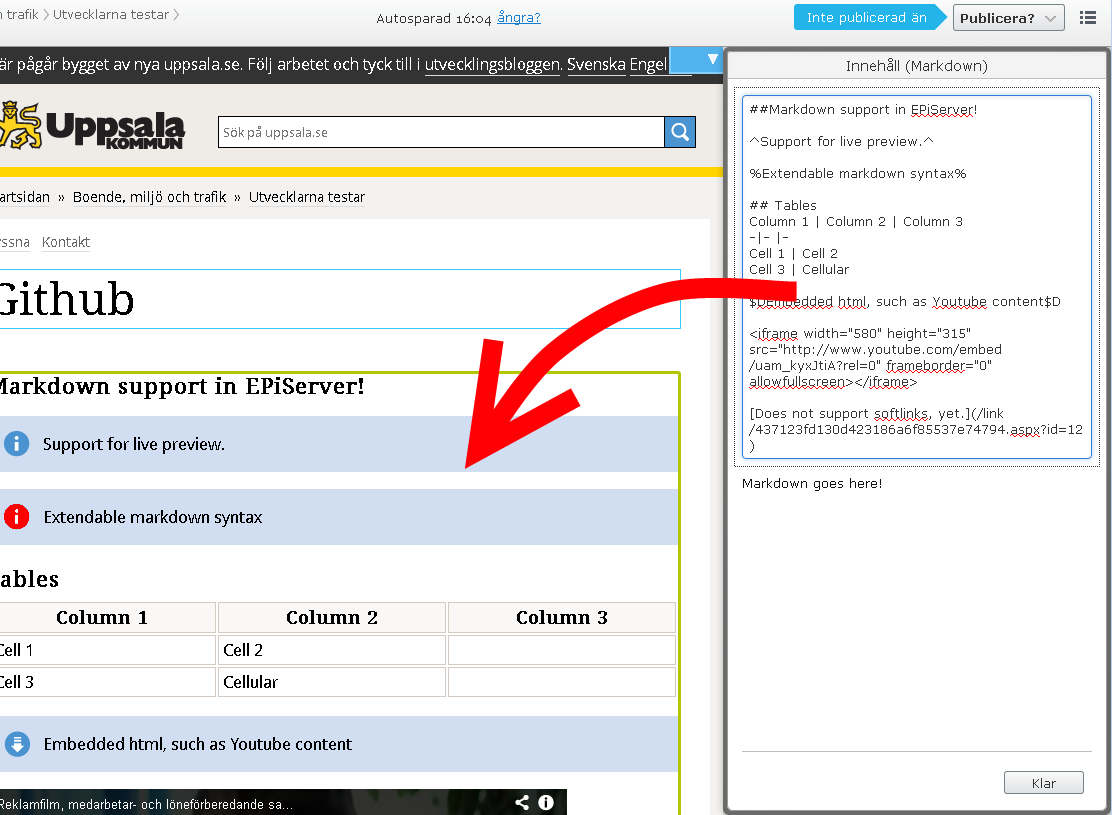 trafik › Utvecklarna testar ›
Autosparad 16:04 ångra?
Inte publicerad än
Publicera?
är pågår bygget av nya uppsala.se. Följ arbetet och tyck till i utvecklingsbloggen. Svenska Engel
Uppsala
KOMMUN
Sök på uppsala.se
artsidan » Boende, miljö och trafik » Utvecklarna testar
yssna Kontakt
Github
Markdown support in EPiServer!
Support for live preview.
Extendable markdown syntax
ables
Column 1 Column 2 Column 3
Cell 1 Cell 2
Cell 3 Cellular
Embedded html, such as Youtube content
Reklamfilm, medarbetar- och löneförberedande sa...
Innehåll (Markdown)
##Markdown support in EPiServer!
^Support for live preview.^
%Extendable markdown syntax%
## Tables
Column 1 | Column 2 | Column 3
-|- |-
Cell 1 | Cell 2
Cell 3 | Cellular
$DEmbedded html, such as Youtube content$D
<iframe width="580" height="315"
src="http://www.youtube.com/embed
/uam_kyxJtiA?rel=0" frameborder="0"
allowfullscreen></iframe>
[Does not support softlinks, yet.](/link
/437123fd130d423186a6f85537e74794.aspx?id=12
)
Markdown goes here!
Klar